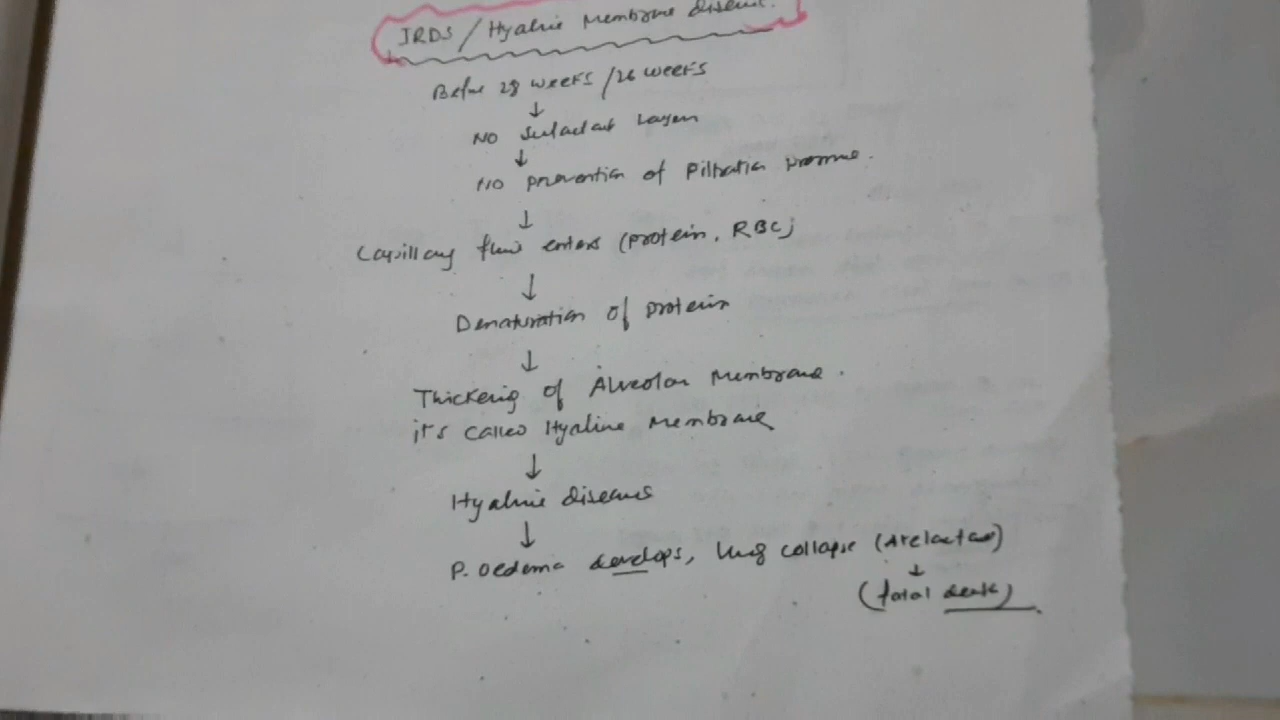 IRDS / Hyaline Membrane disease.
Before 28 weeks / 26 weeks
↓
NO Surfactant Layer
↓
NO prevention of Filtration pressure.
↓
Capillary fluid enters (protein, RBC)
↓
Denaturation of protein
↓
Thickering of Alveolar Membrane.
it's called Hyaline Membrane
↓
Hyaline disease
↓
P. oedema develops, lung collapse (Atelactasis)
↓
(fatal death)